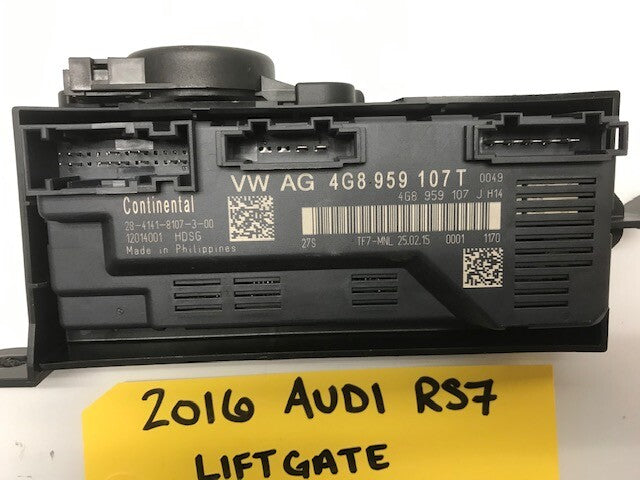 VW AG 4G8 959 107 T 0049
4G8 959 107 J H14
Continental
28-4141-8107-3-00
12014001 HDSG
Made in Philippines
27S TF7-MNL 25.02.15 0001 1170
2016 AUDI RS7
LIFTGATE